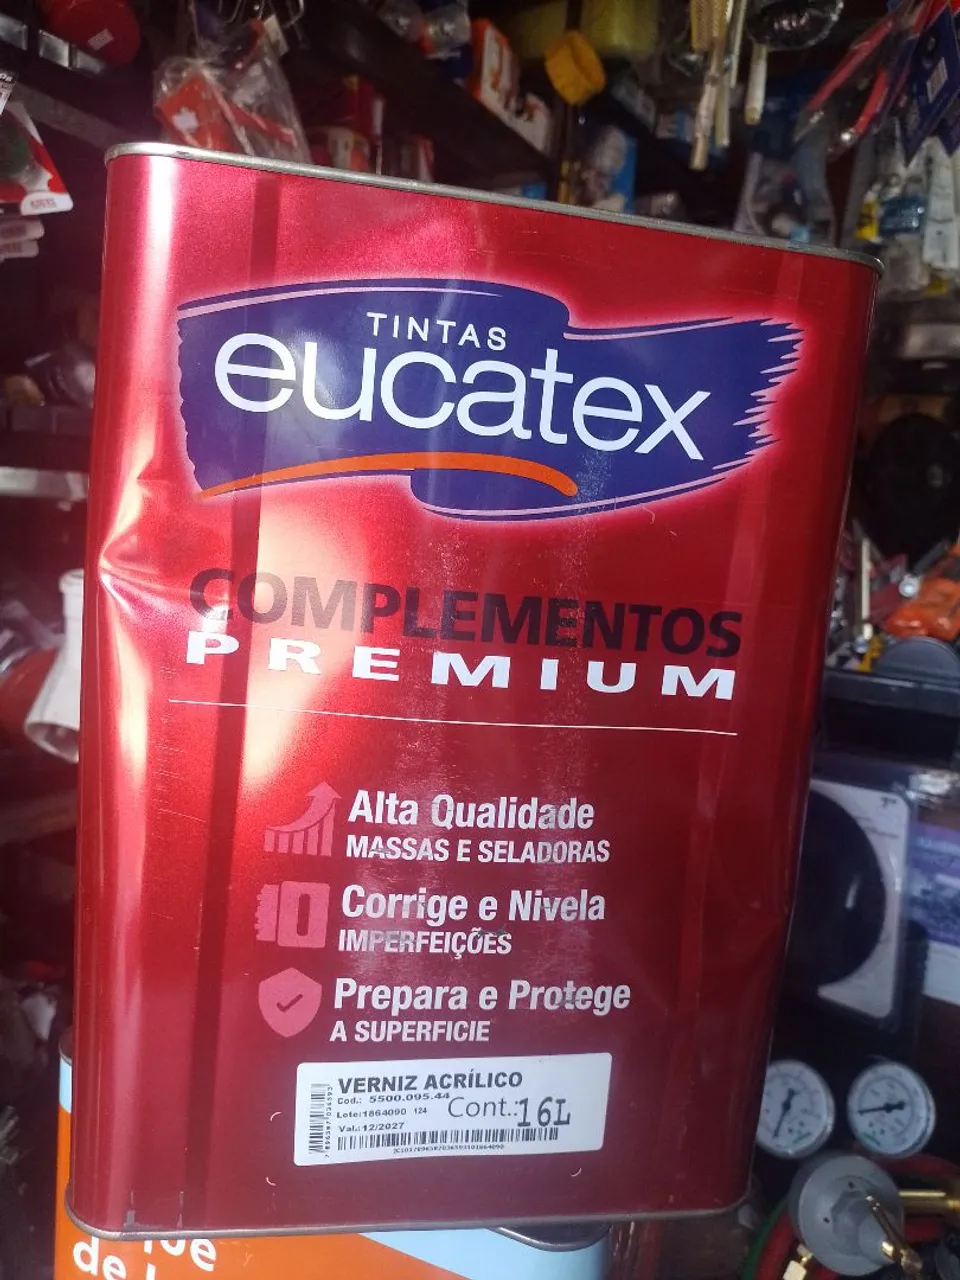 TINTAS
eucatex
COMPLEMENTOS
PREMIUM
Alta Qualidade
MASSAS E SELADORAS
Corrige e Nivela
IMPERFEIÇÕES
Prepara e Protege
A SUPERFICIE
VERNIZ ACRÍLICO
Cod.: 5500.095.44
Lote:1864090 124
Cont.:16L
Val.:12/2027
de